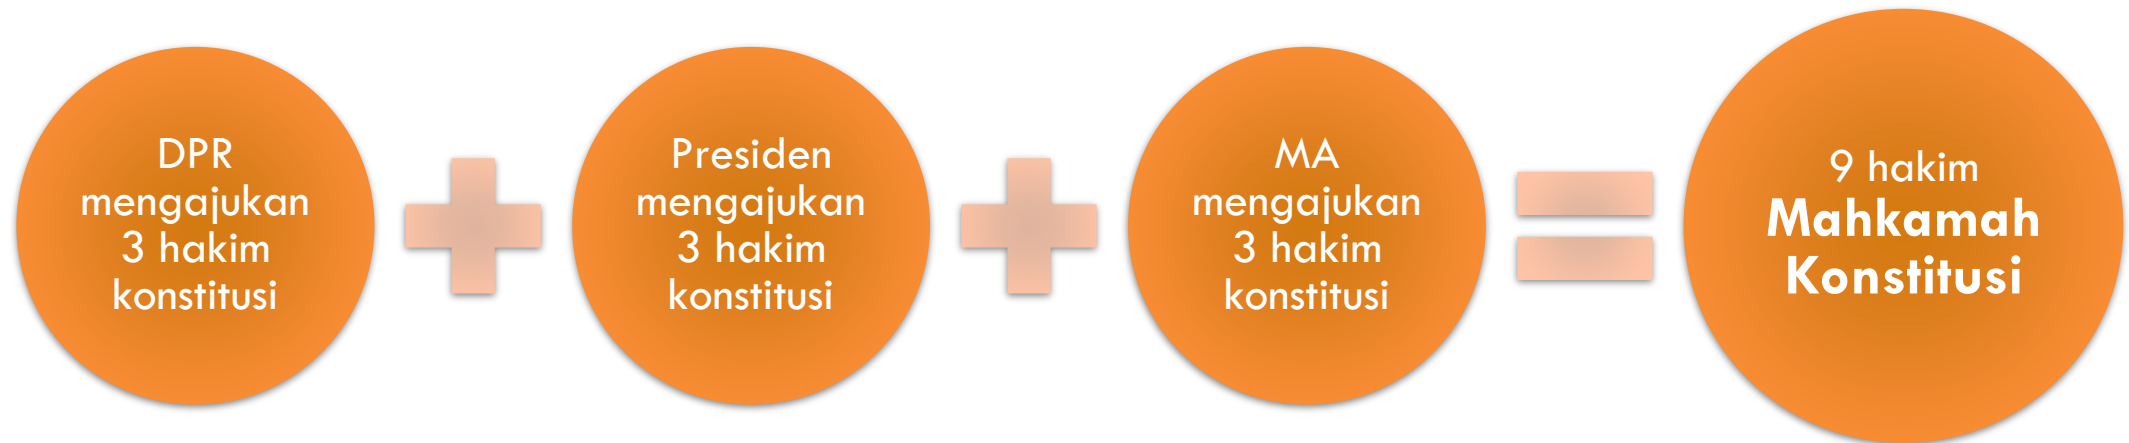 DPR
mengajukan
3 hakim
konstitusi
Presiden
mengajukan
3 hakim
konstitusi
MA
mengajukan
3 hakim
konstitusi
9 hakim
Mahkamah
Konstitusi